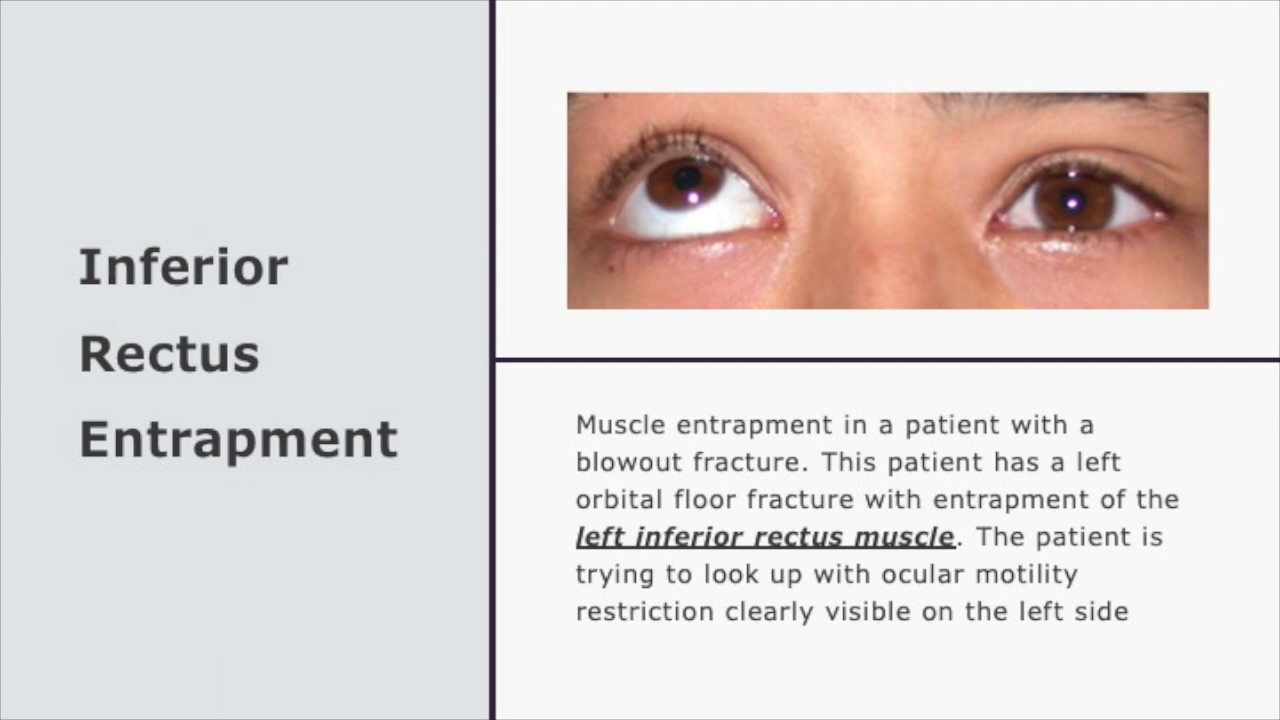 Inferior
Rectus
Entrapment
Muscle entrapment in a patient with a
blowout fracture. This patient has a left
orbital floor fracture with entrapment of the
left inferior rectus muscle. The patient is
trying to look up with ocular motility
restriction clearly visible on the left side